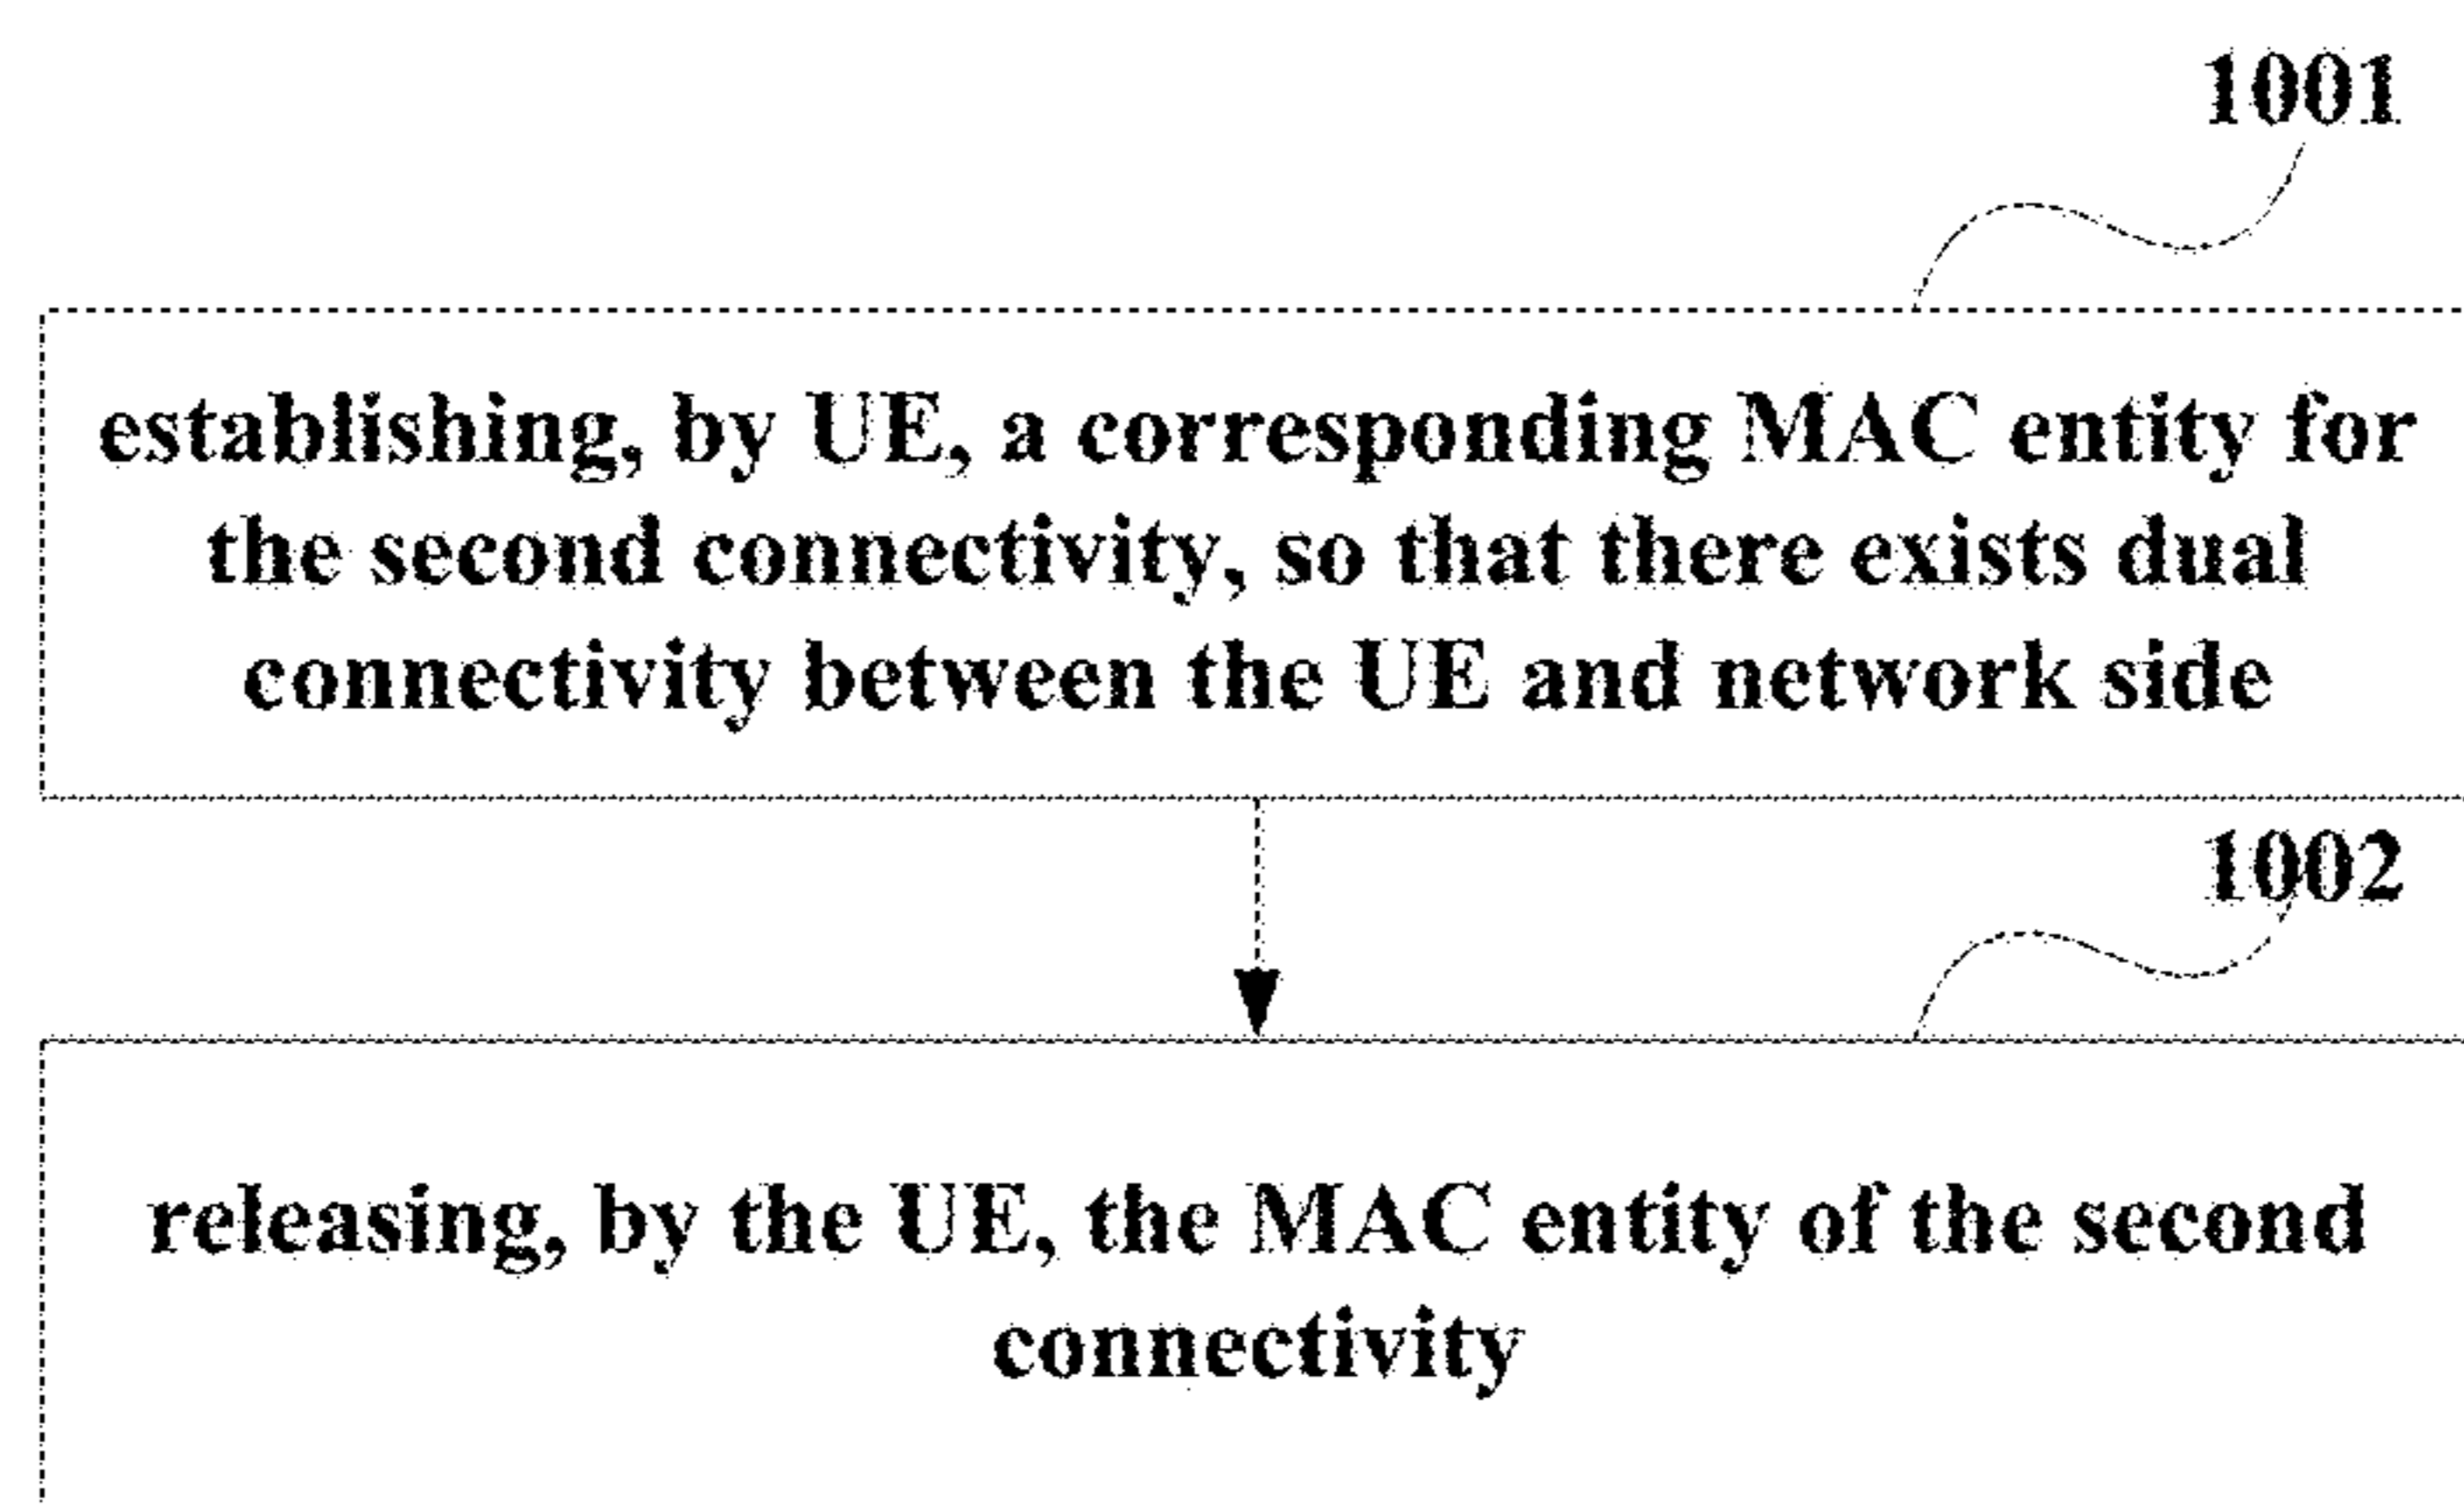 1001
establishing, by UE, a corresponding MAC entity for
the second connectivity, so that there exists dual
connectivity between the UE and network side
1002
releasing, by the UE, the MAC entity of the second
connectivity